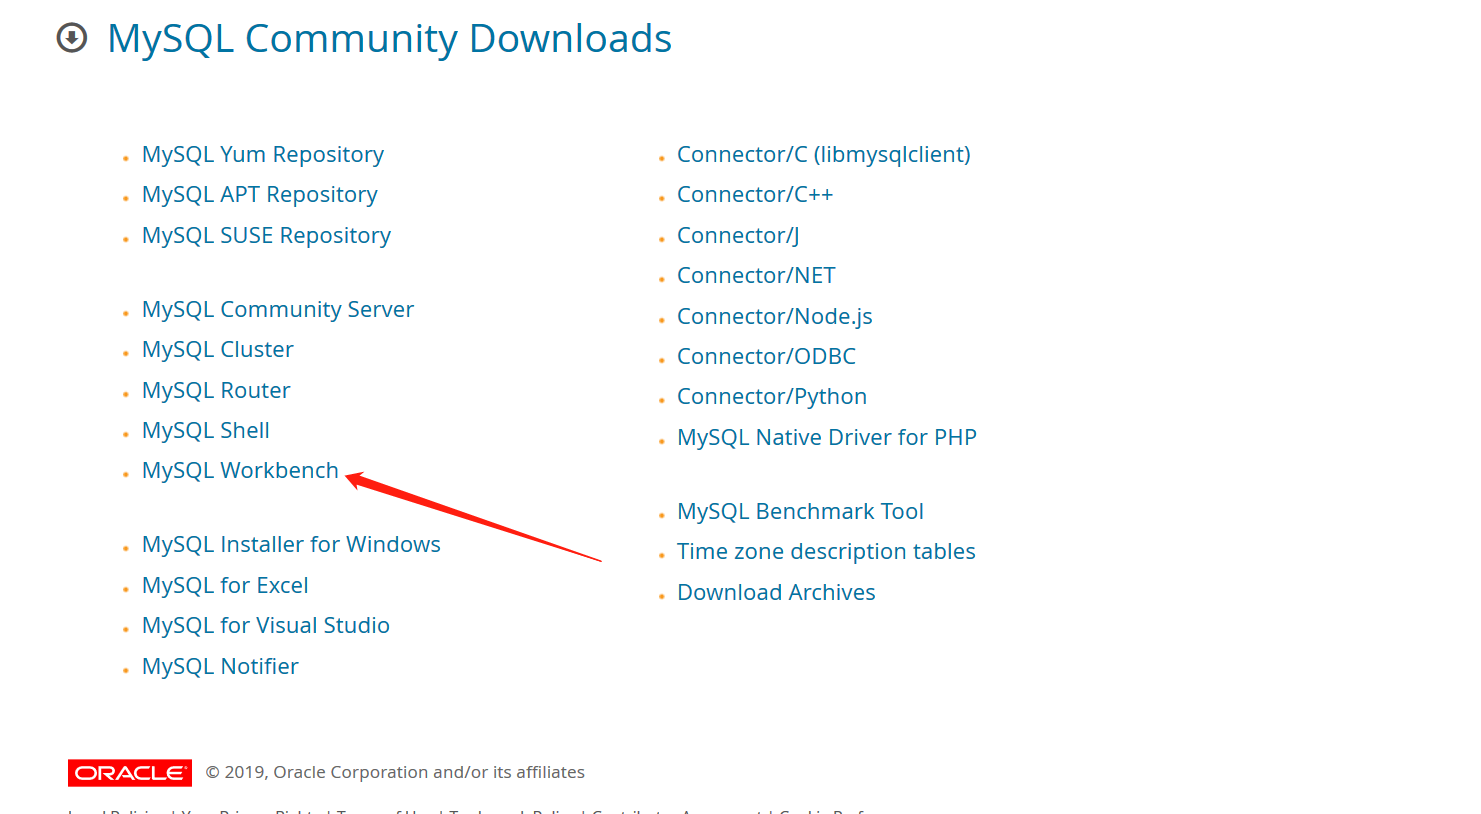 MySQL Community Downloads
MySQL Yum Repository
MySQL APT Repository
MySQL SUSE Repository
MySQL Community Server
MySQL Cluster
MySQL Router
MySQL Shell
MySQL Workbench
MySQL Installer for Windows
MySQL for Excel
MySQL for Visual Studio
MySQL Notifier
Connector/C (libmysqlclient)
Connector/C++
Connector/J
Connector/NET
Connector/Node.js
Connector/ODBC
Connector/Python
MySQL Native Driver for PHP
MySQL Benchmark Tool
Time zone description tables
Download Archives
ORACLE © 2019, Oracle Corporation and/or its affiliates